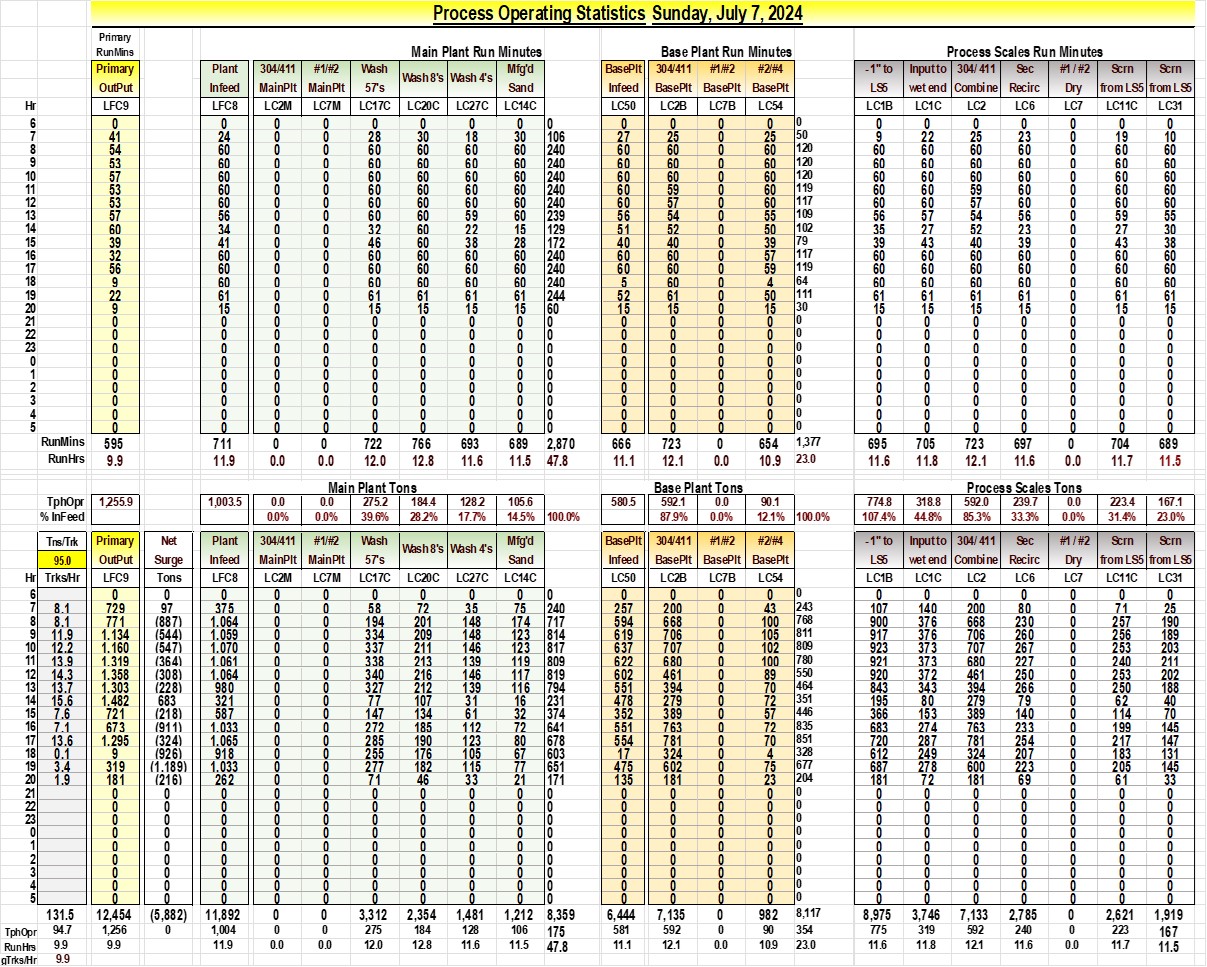 Process Operating Statistics Sunday, July 7, 2024
Primary
RunMins Main Plant Run Minutes Base Plant Run Minutes Process Scales Run Minutes
Primary Plant 304/411 #1/#2 Wash Wash 8's Wash 4's Mfg'd BasePlt 304/411 #1/#2 #2/#4 -1" to Input to 304/ 411 Sec #1 / #2 Scrn Scrn
OutPut Infeed MainPlt MainPlt 57's Sand Infeed BasePlt BasePlt BasePlt LS5 wet end Combine Recirc Dry from LS5 from LS5
Hr LFC9 LFC8 LC2M LC7M LC17C LC20C LC27C LC14C LC50 LC2B LC7B LC54 LC1B LC1C LC2 LC6 LC7 LC11C LC31
6 0 0 0 0 0 0 0 0 0 0 0 0 0 0 0 0 0 0 0 0 0
7 41 24 0 0 28 30 18 30 106 27 25 0 25 50 9 22 25 23 0 19 10
8 54 60 0 0 60 60 60 60 240 60 60 0 60 120 60 60 60 60 0 60 60
9 53 60 0 0 60 60 60 60 240 60 60 0 60 120 60 60 60 60 0 60 60
10 57 60 0 0 60 60 60 60 240 60 60 0 60 120 60 60 60 60 0 60 60
11 53 60 0 0 60 60 60 60 240 60 59 0 60 119 60 60 59 60 0 60 60
12 53 60 0 0 60 60 60 60 240 60 57 0 60 117 60 60 57 60 0 60 60
13 57 56 0 0 60 60 59 60 239 56 54 0 55 109 56 57 54 56 0 59 55
14 60 34 0 0 32 60 22 15 129 51 52 0 50 102 35 27 52 23 0 27 30
15 39 41 0 0 46 60 38 28 172 40 40 0 39 79 39 43 40 39 0 43 38
16 32 60 0 0 60 60 60 60 240 60 60 0 57 117 60 60 60 60 0 60 60
17 56 60 0 0 60 60 60 60 240 60 60 0 59 119 60 60 60 60 0 60 60
18 9 60 0 0 60 60 60 60 240 5 60 0 4 64 60 60 60 60 0 60 60
19 22 61 0 0 61 61 61 61 244 52 61 0 50 111 61 61 61 61 0 61 61
20 9 15 0 0 15 15 15 15 60 15 15 0 15 30 15 15 15 15 0 15 15
21 0 0 0 0 0 0 0 0 0 0 0 0 0 0 0 0 0 0 0 0 0
22 0 0 0 0 0 0 0 0 0 0 0 0 0 0 0 0 0 0 0 0 0
23 0 0 0 0 0 0 0 0 0 0 0 0 0 0 0 0 0 0 0 0 0
0 0 0 0 0 0 0 0 0 0 0 0 0 0 0 0 0 0 0 0 0 0
1 0 0 0 0 0 0 0 0 0 0 0 0 0 0 0 0 0 0 0 0 0
2 0 0 0 0 0 0 0 0 0 0 0 0 0 0 0 0 0 0 0 0 0
3 0 0 0 0 0 0 0 0 0 0 0 0 0 0 0 0 0 0 0 0 0
4 0 0 0 0 0 0 0 0 0 0 0 0 0 0 0 0 0 0 0 0 0
5 0 0 0 0 0 0 0 0 0 0 0 0 0 0 0 0 0 0 0 0 0
RunMins 595 711 0 0 722 766 693 689 2,870 666 723 0 654 1,377 695 705 723 697 0 704 689
RunHrs 9.9 11.9 0.0 0.0 12.0 12.8 11.6 11.5 47.8 11.1 12.1 0.0 10.9 23.0 11.6 11.8 12.1 11.6 0.0 11.7 11.5
Main Plant Tons Base Plant Tons Process Scales Tons
TphOpr 1,255.9 1,003.5 0.0 0.0 275.2 184.4 128.2 105.6 580.5 592.1 0.0 90.1 774.8 318.8 592.0 239.7 0.0 223.4 167.1
% InFeed 0.0% 0.0% 39.6% 28.2% 17.7% 14.5% 100.0% 87.9% 0.0% 12.1% 100.0% 107.4% 44.8% 85.3% 33.3% 0.0% 31.4% 23.0%
Tns/Trk Primary Net Plant 304/411 #1/#2 Wash Wash 8's Wash 4's Mfg'd BasePlt 304/411 #1/#2 #2/#4 -1" to Input to 304/ 411 Sec #1 / #2 Scrn Scrn
95.0 OutPut Surge Infeed MainPlt MainPlt 57's Sand Infeed BasePlt BasePlt BasePlt LS5 wet end Combine Recirc Dry from LS5 from LS5
Hr Trks/Hr LFC9 Tons LFC8 LC2M LC7M LC17C LC20C LC27C LC14C LC50 LC2B LC7B LC54 LC1B LC1C LC2 LC6 LC7 LC11C LC31
6 0 0 0 0 0 0 0 0 0 0 0 0 0 0 0 0 0 0 0 0 0 0
7 8.1 729 97 375 0 0 58 72 35 75 240 257 200 0 43 243 107 140 200 80 0 71 25
8 8.1 771 (887) 1,064 0 0 194 201 148 174 717 594 668 0 100 768 900 376 668 230 0 257 190
9 11.9 1,134 (544) 1,059 0 0 334 209 148 123 814 619 706 0 105 811 917 376 706 260 0 256 189
10 12.2 1,160 (547) 1,070 0 0 337 211 146 123 817 637 707 0 102 809 923 373 707 267 0 253 203
11 13.9 1,319 (364) 1,061 0 0 338 213 139 119 809 622 680 0 100 780 921 373 680 227 0 240 211
12 14.3 1,358 (308) 1,064 0 0 340 216 146 117 819 602 461 0 89 550 920 372 461 250 0 253 202
13 13.7 1,303 (228) 980 0 0 327 212 139 116 794 551 394 0 70 464 843 343 394 266 0 250 188
14 15.6 1,482 683 321 0 0 77 107 31 16 231 478 279 0 72 351 195 80 279 79 0 62 40
15 7.6 721 (218) 587 0 0 147 134 61 32 374 352 389 0 57 446 366 153 389 140 0 114 70
16 7.1 673 (911) 1,033 0 0 272 185 112 72 641 551 763 0 72 835 683 274 763 233 0 199 145
17 13.6 1,295 (324) 1,065 0 0 285 190 123 80 678 554 781 0 70 851 720 287 781 254 0 217 147
18 0.1 9 (926) 918 0 0 255 176 105 67 603 17 324 0 4 328 612 249 324 207 0 183 131
19 3.4 319 (1,189) 1,033 0 0 277 182 115 77 651 475 602 0 75 677 687 278 600 223 0 205 145
20 1.9 181 (216) 262 0 0 71 46 33 21 171 135 181 0 23 204 181 72 181 69 0 61 33
21 0 0 0 0 0 0 0 0 0 0 0 0 0 0 0 0 0 0 0 0 0 0
22 0 0 0 0 0 0 0 0 0 0 0 0 0 0 0 0 0 0 0 0 0 0
23 0 0 0 0 0 0 0 0 0 0 0 0 0 0 0 0 0 0 0 0 0 0
0 0 0 0 0 0 0 0 0 0 0 0 0 0 0 0 0 0 0 0 0 0 0
1 0 0 0 0 0 0 0 0 0 0 0 0 0 0 0 0 0 0 0 0 0 0
2 0 0 0 0 0 0 0 0 0 0 0 0 0 0 0 0 0 0 0 0 0 0
3 0 0 0 0 0 0 0 0 0 0 0 0 0 0 0 0 0 0 0 0 0 0
4 0 0 0 0 0 0 0 0 0 0 0 0 0 0 0 0 0 0 0 0 0 0
5 0 0 0 0 0 0 0 0 0 0 0 0 0 0 0 0 0 0 0 0 0 0
131.5 12,454 (5,882) 11,892 0 0 3,312 2,354 1,481 1,212 8,359 6,444 7,135 0 982 8,117 8,975 3,746 7,133 2,785 0 2,621 1,919
TphOpr 94.7 1,256 0 1,004 0 0 275 184 128 106 175 581 592 0 90 354 775 319 592 240 0 223 167
RunHrs 9.9 9.9 11.9 0.0 0.0 12.0 12.8 11.6 11.5 47.8 11.1 12.1 0.0 10.9 23.0 11.6 11.8 12.1 11.6 0.0 11.7 11.5
gTrks/Hr 9.9